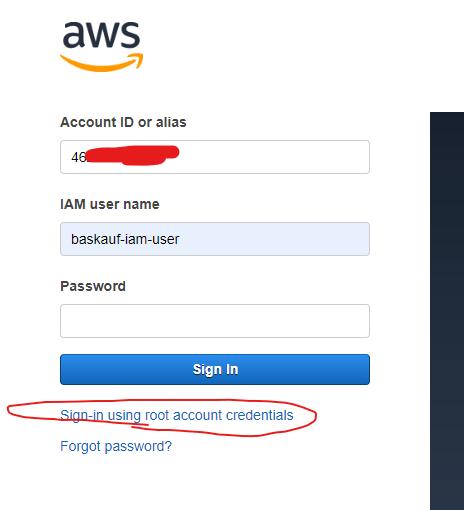 aws
Account ID or alias
46
IAM user name
baskauf-iam-user
Password
Sign In
Sign-in using root account credentials
Forgot password?